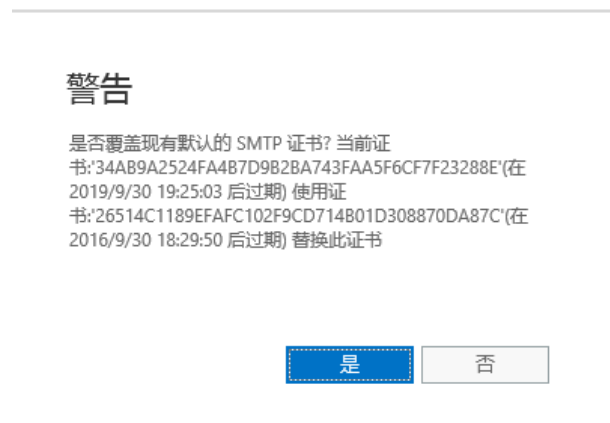 警告
是否覆盖现有默认的 SMTP 证书? 当前证
书:'34AB9A2524FA4B7D9B2BA743FAA5F6CF7F23288E'(在
2019/9/30 19:25:03 后过期) 使用证
书:'26514C1189EFAFC102F9CD714B01D308870DA87C'(在
2016/9/30 18:29:50 后过期) 替换此证书
是
否